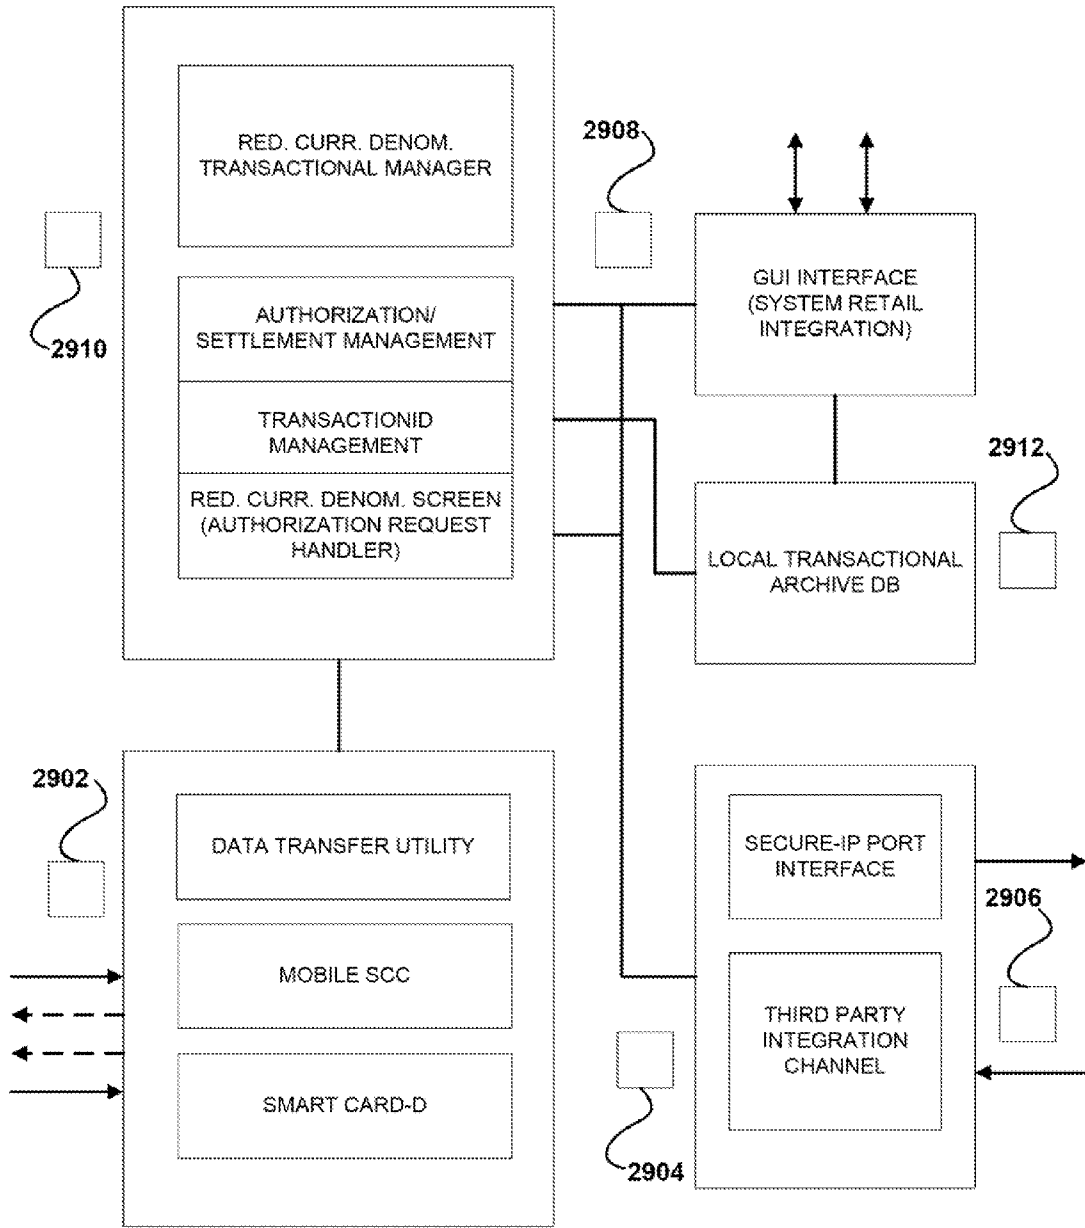 RED. CURR. DENOM.
TRANSACTIONAL MANAGER
2910
AUTHORIZATION/
SETTLEMENT MANAGEMENT
TRANSACTIONID
MANAGEMENT
RED. CURR. DENOM. SCREEN
(AUTHORIZATION REQUEST
HANDLER)
2908
GUI INTERFACE
(SYSTEM RETAIL
INTEGRATION)
2912
LOCAL TRANSACTIONAL
ARCHIVE DB
2902
DATA TRANSFER UTILITY
MOBILE SCC
SMART CARD-D
SECURE-IP PORT
INTERFACE
2906
THIRD PARTY
INTEGRATION
CHANNEL
2904